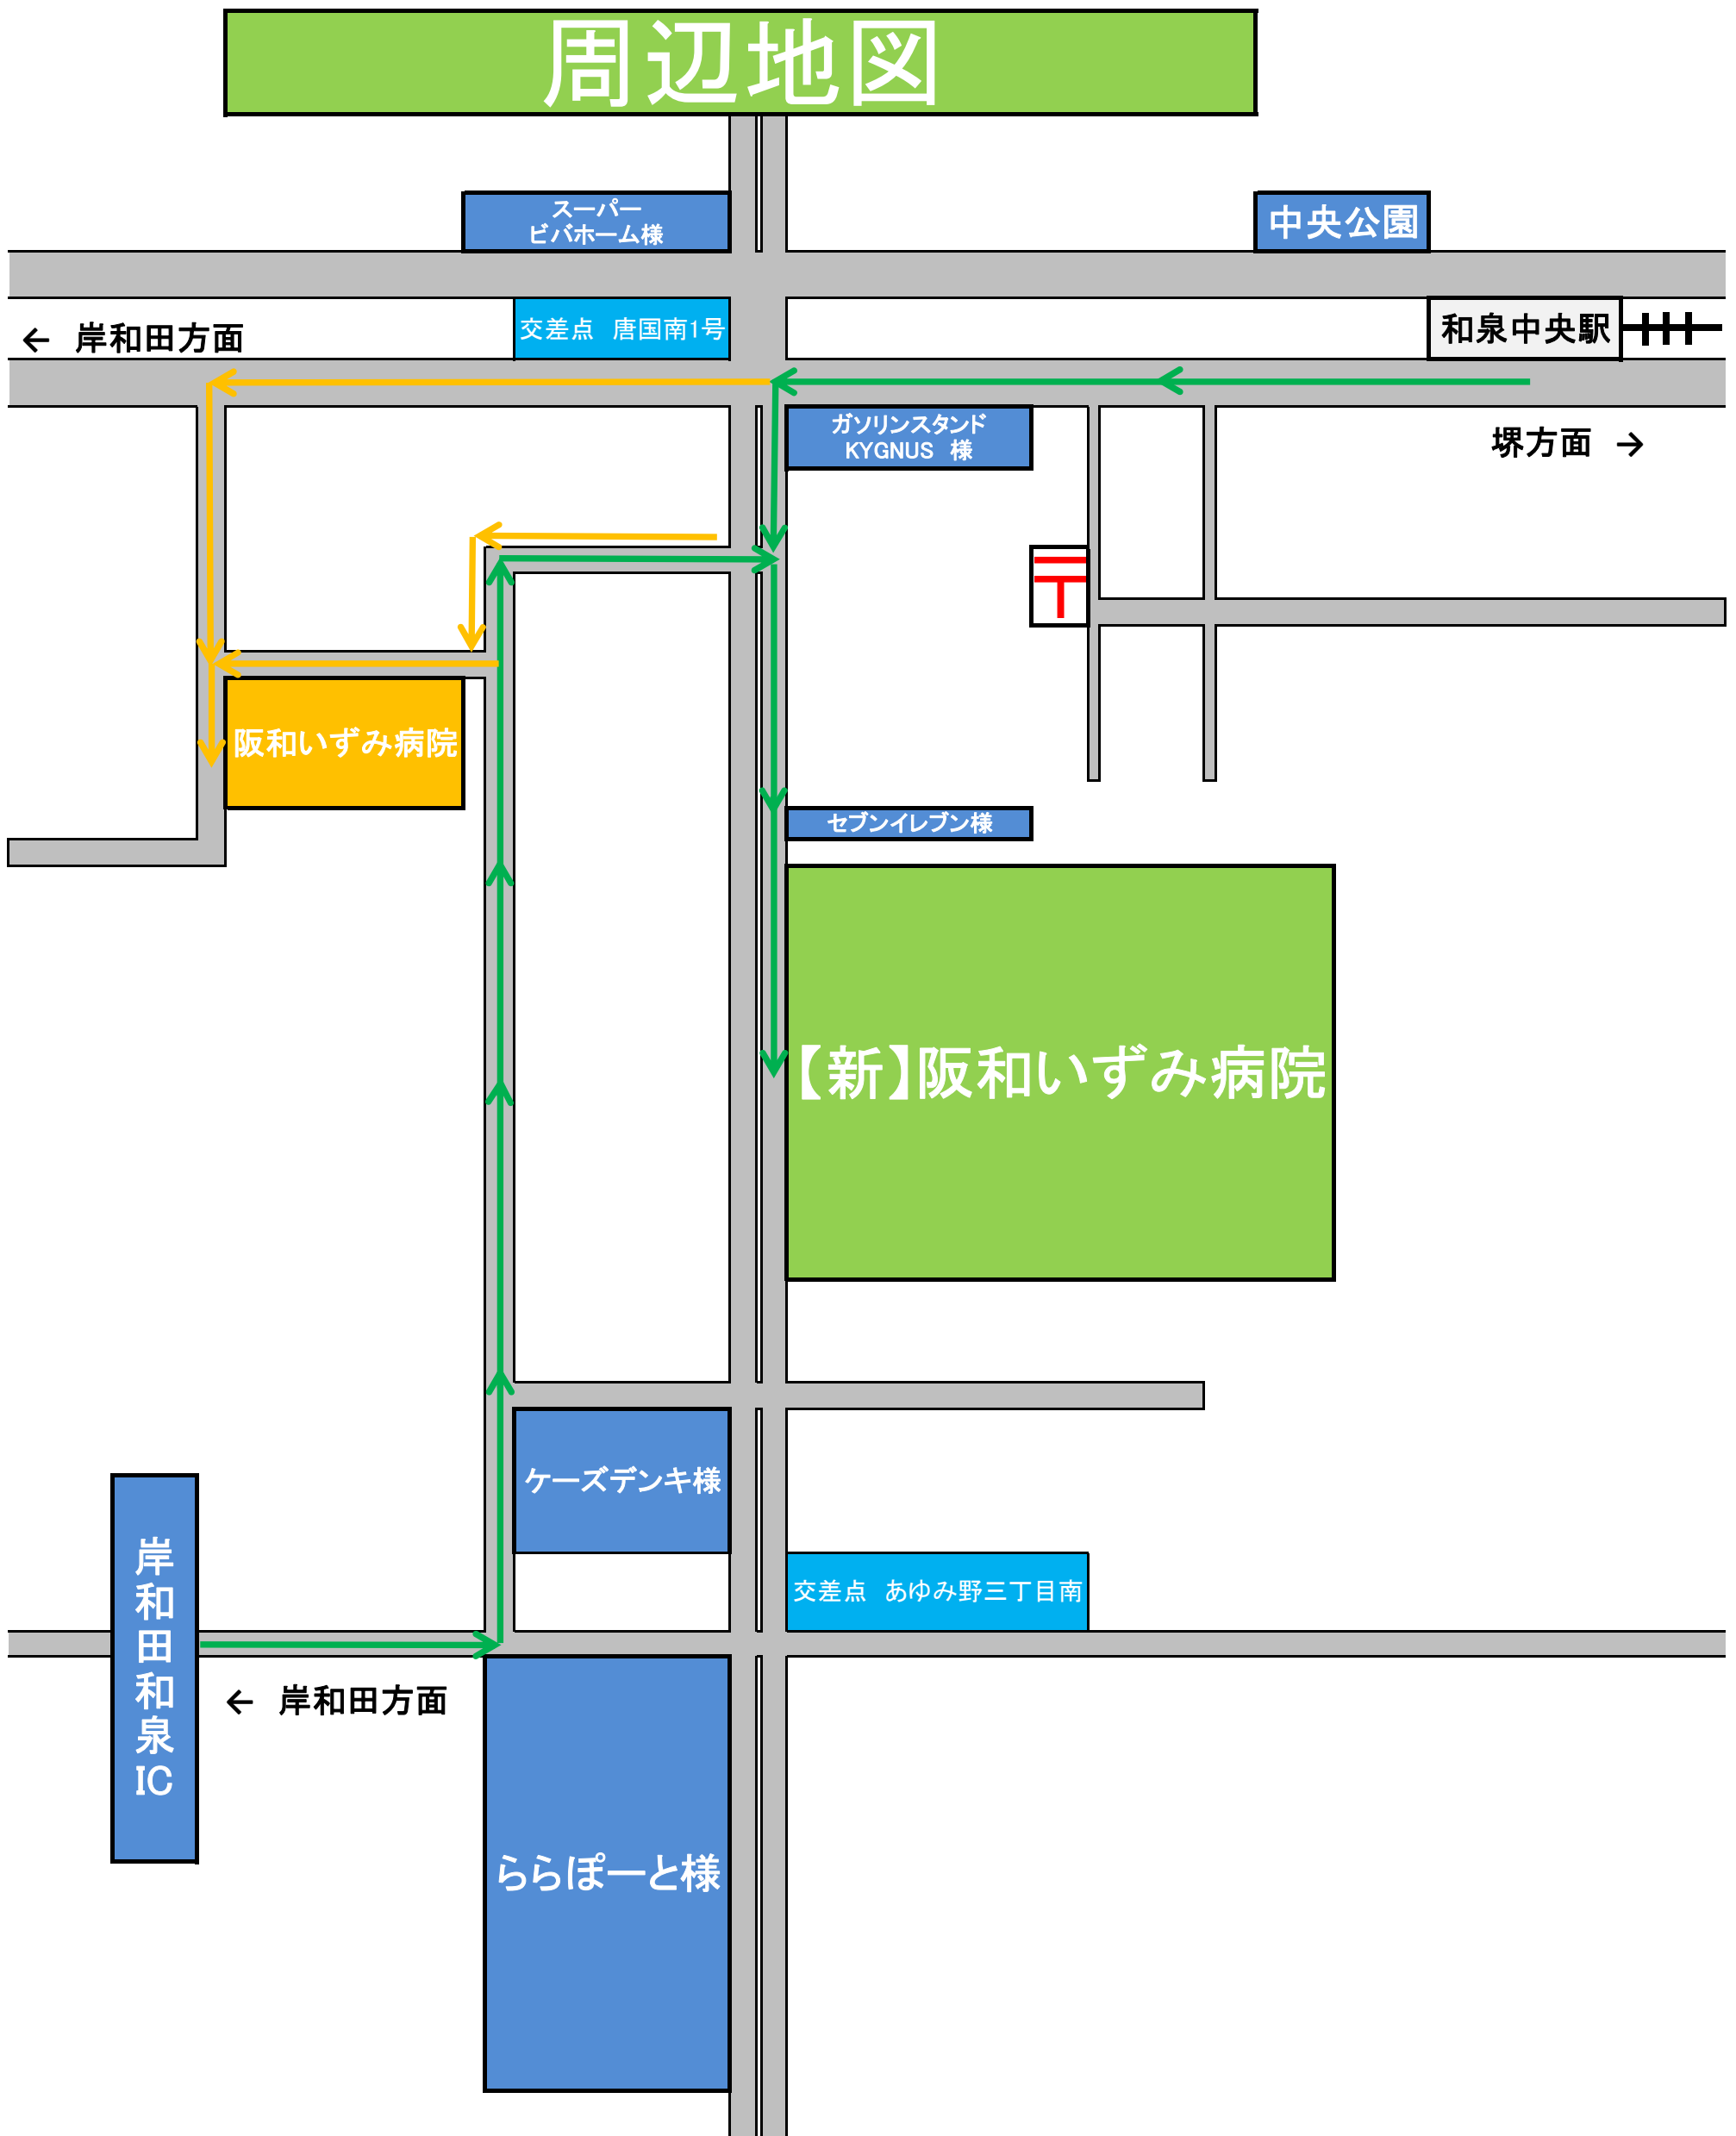 周辺地図
スーパー
ビバホーム様
中央公園
← 岸和田方面
交差点 唐国南1号
和泉中央駅
ガソリンスタンド
KYGNUS 様
堺方面 →
〒
阪和いずみ病院
セブンイレブン様
【新】阪和いずみ病院
ケーズデンキ様
岸和田和泉IC
交差点 あゆみ野三丁目南
← 岸和田方面
ららぽーと様